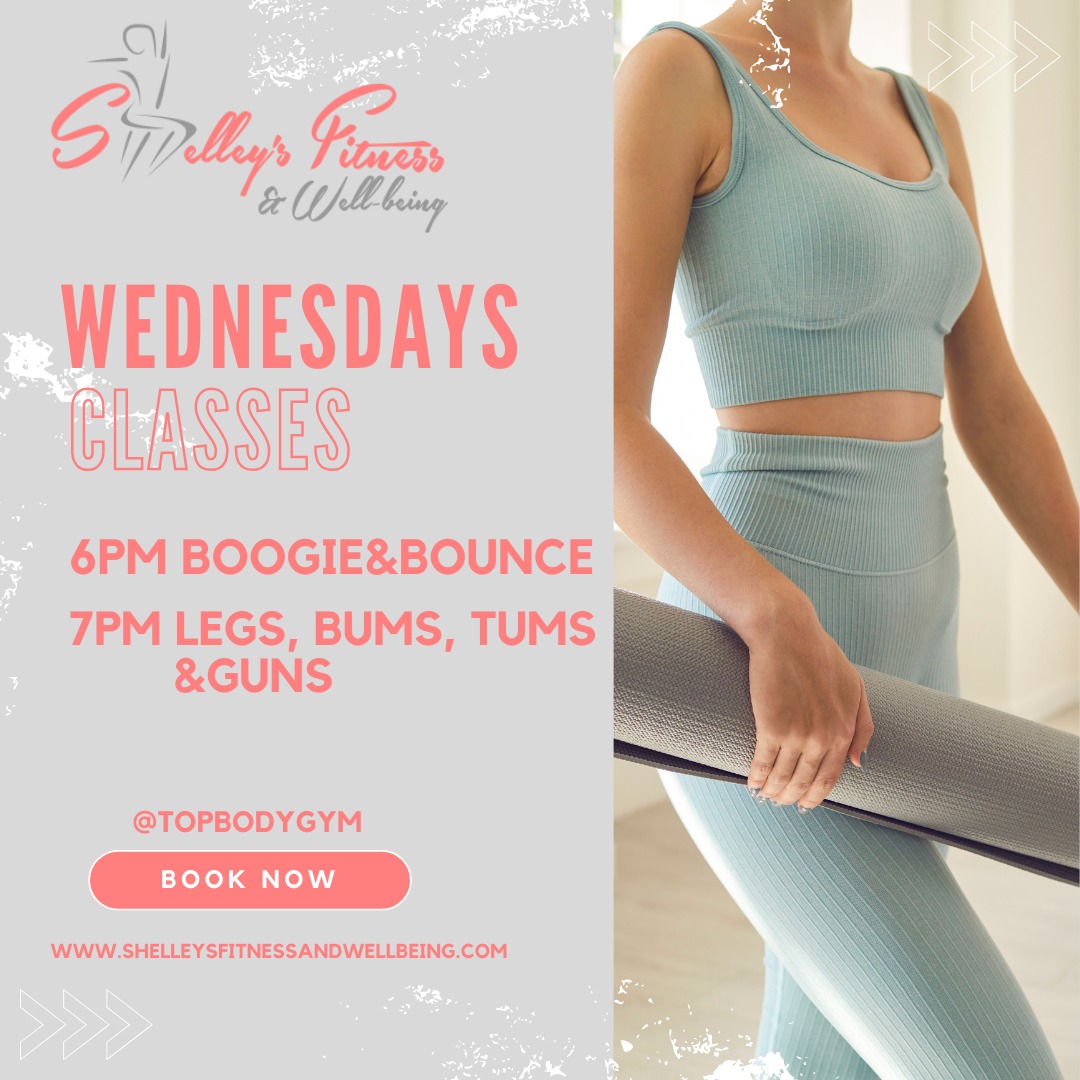 Shelley's Fitness
& Well-being
WEDNESDAYS
CLASSES
6PM BOOGIE&BOUNCE
7PM LEGS, BUMS, TUMS
&GUNS
@TOPBODYGYM
BOOK NOW
WWW.SHELLEYSFITNESSANDWELLBEING.COM